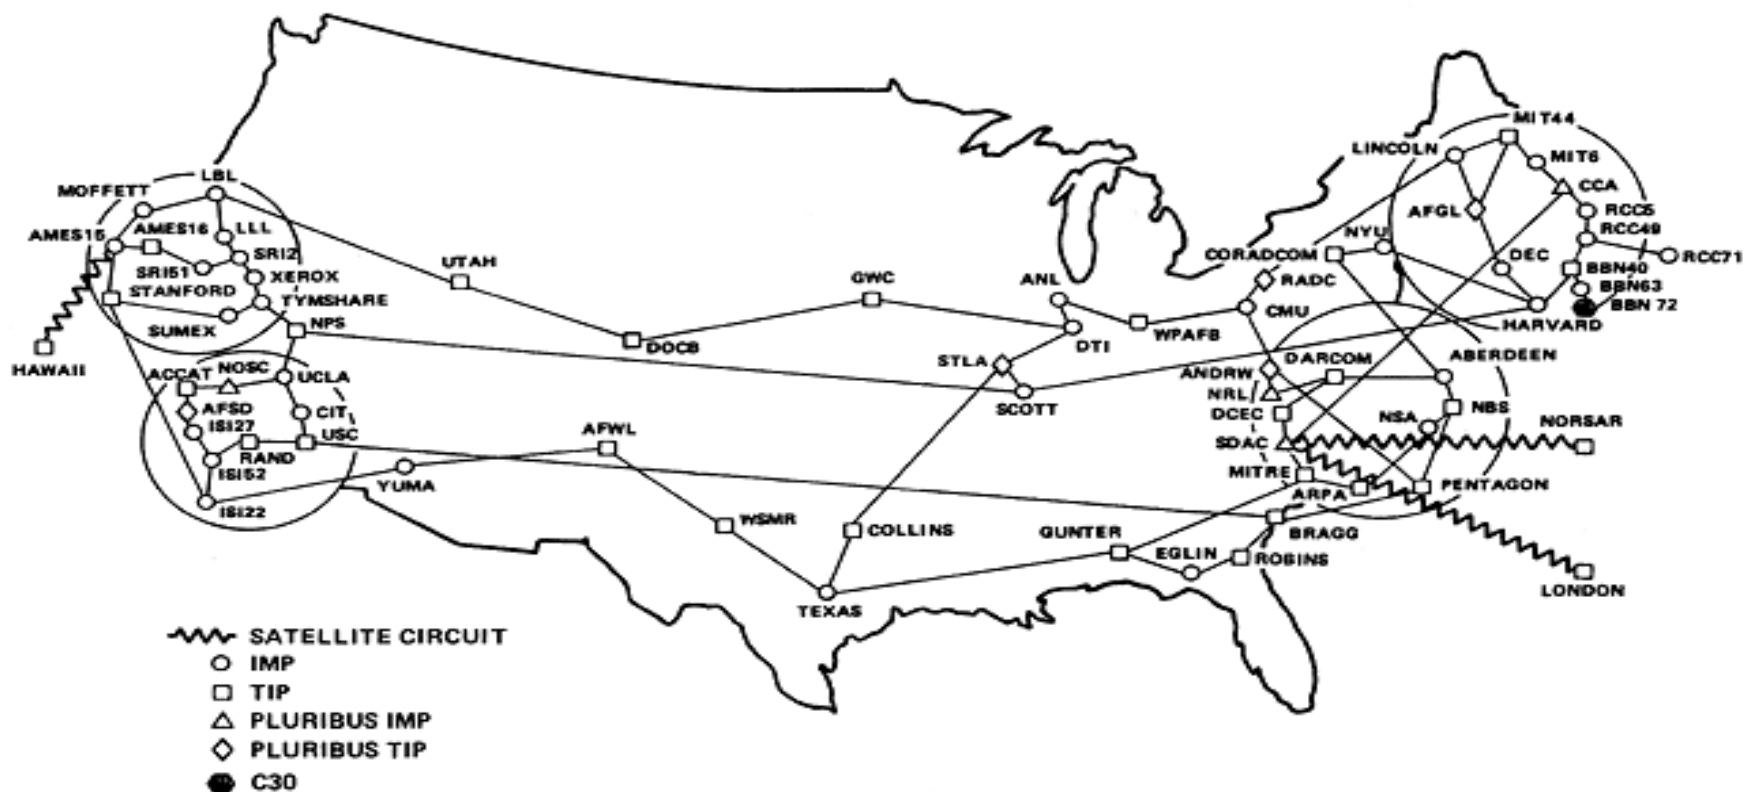 MIT44
LINCOLN
MIT6
CCA
AFGL
RCC5
RCC49
RCC71
DEC
BBN40
BBN63
BBN 72
HARVARD
NYU
CORADCOM
RADC
CMU
MOFFETT
LBL
AMES15
AMES16
LLL
SRI2
SRI51
XEROX
STANFORD
TYMSHARE
SUMEX
NPS
HAWAII
UTAH
DOCB
GWC
ANL
DTI
WPAFB
STLA
SCOTT
ACCAT
NOSC
UCLA
AFSD
CIT
ISI27
USC
RAND
ISI52
ISI22
YUMA
AFWL
WSMR
COLLINS
TEXAS
GUNTER
EGLIN
ROBINS
BRAGG
DARCOM
ABERDEEN
ANDRW
NRL
DCEC
NSA
NBS
SDAC
NORSAR
MITRE
ARPA
PENTAGON
LONDON
SATELLITE CIRCUIT
IMP
TIP
PLURIBUS IMP
PLURIBUS TIP
C30